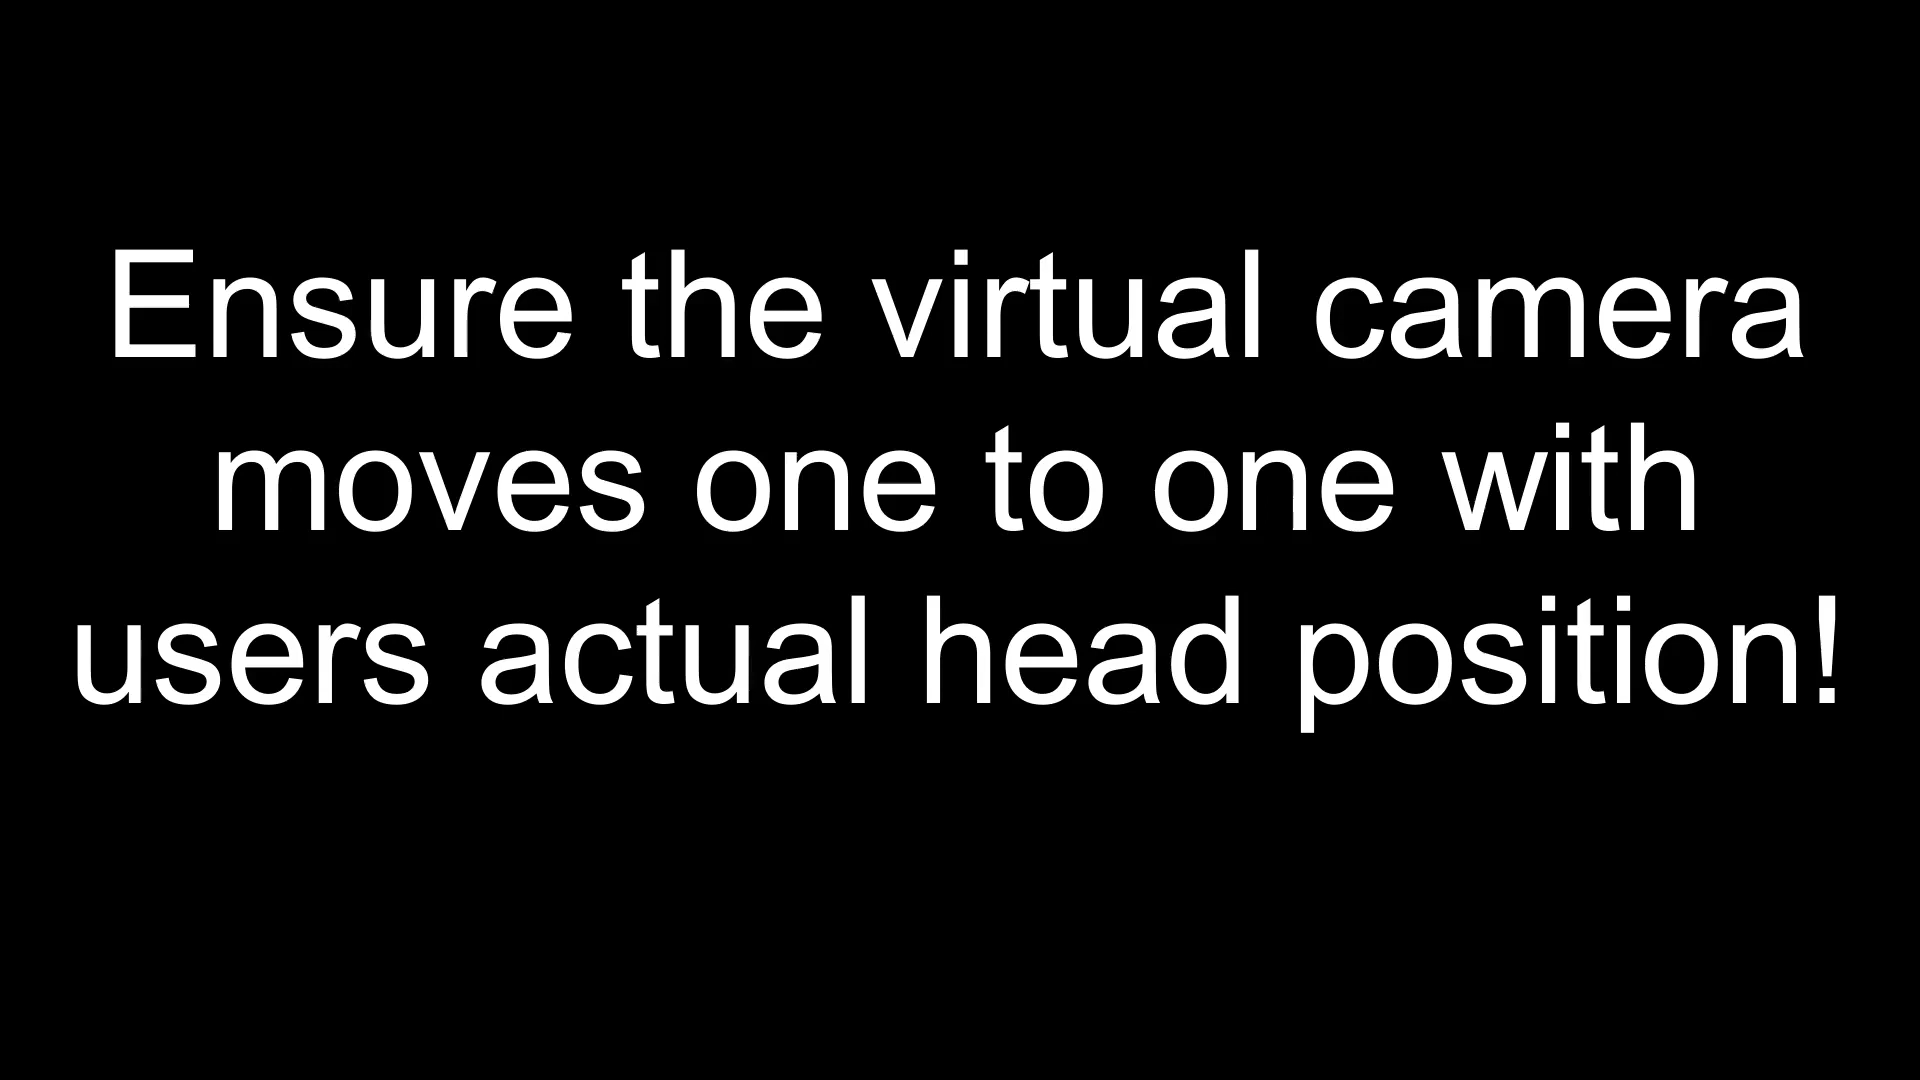 Ensure the virtual camera
moves one to one with
users actual head position!